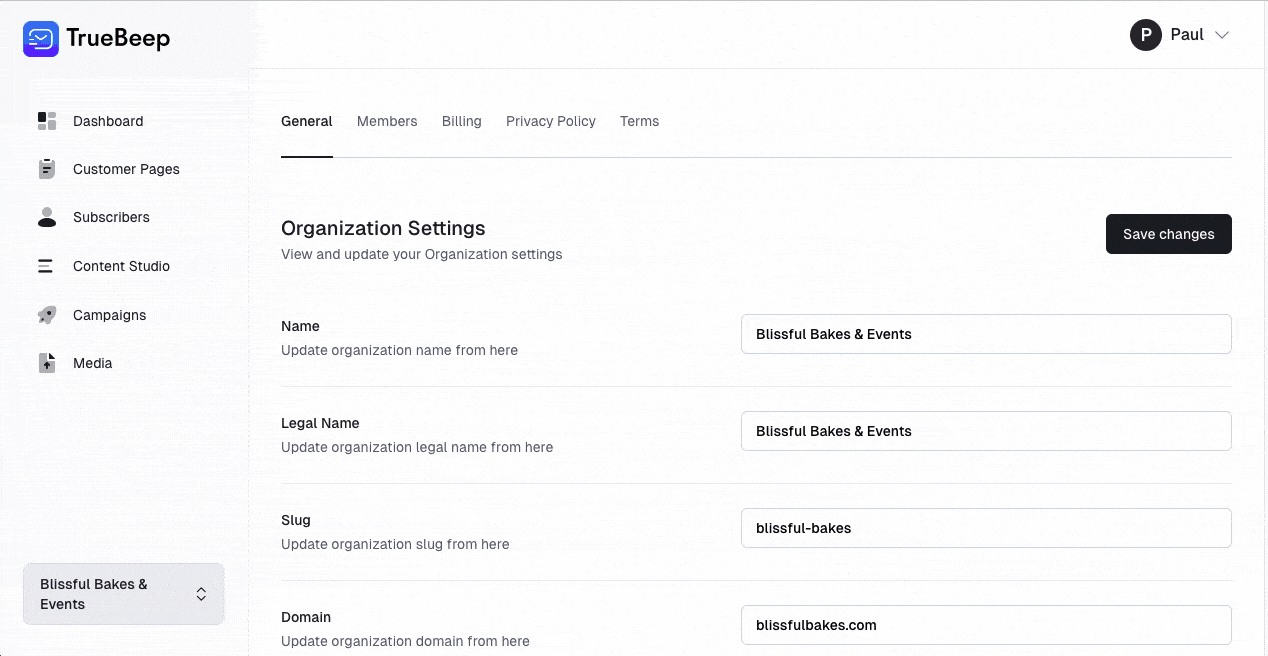 TrueBeep
P Paul
Dashboard
Customer Pages
Subscribers
Content Studio
Campaigns
Media
Blissful Bakes &
Events
General Members Billing Privacy Policy Terms
Organization Settings
View and update your Organization settings
Save changes
Name
Update organization name from here
Blissful Bakes & Events
Legal Name
Update organization legal name from here
Blissful Bakes & Events
Slug
Update organization slug from here
blissful-bakes
Domain
Update organization domain from here
blissfulbakes.com